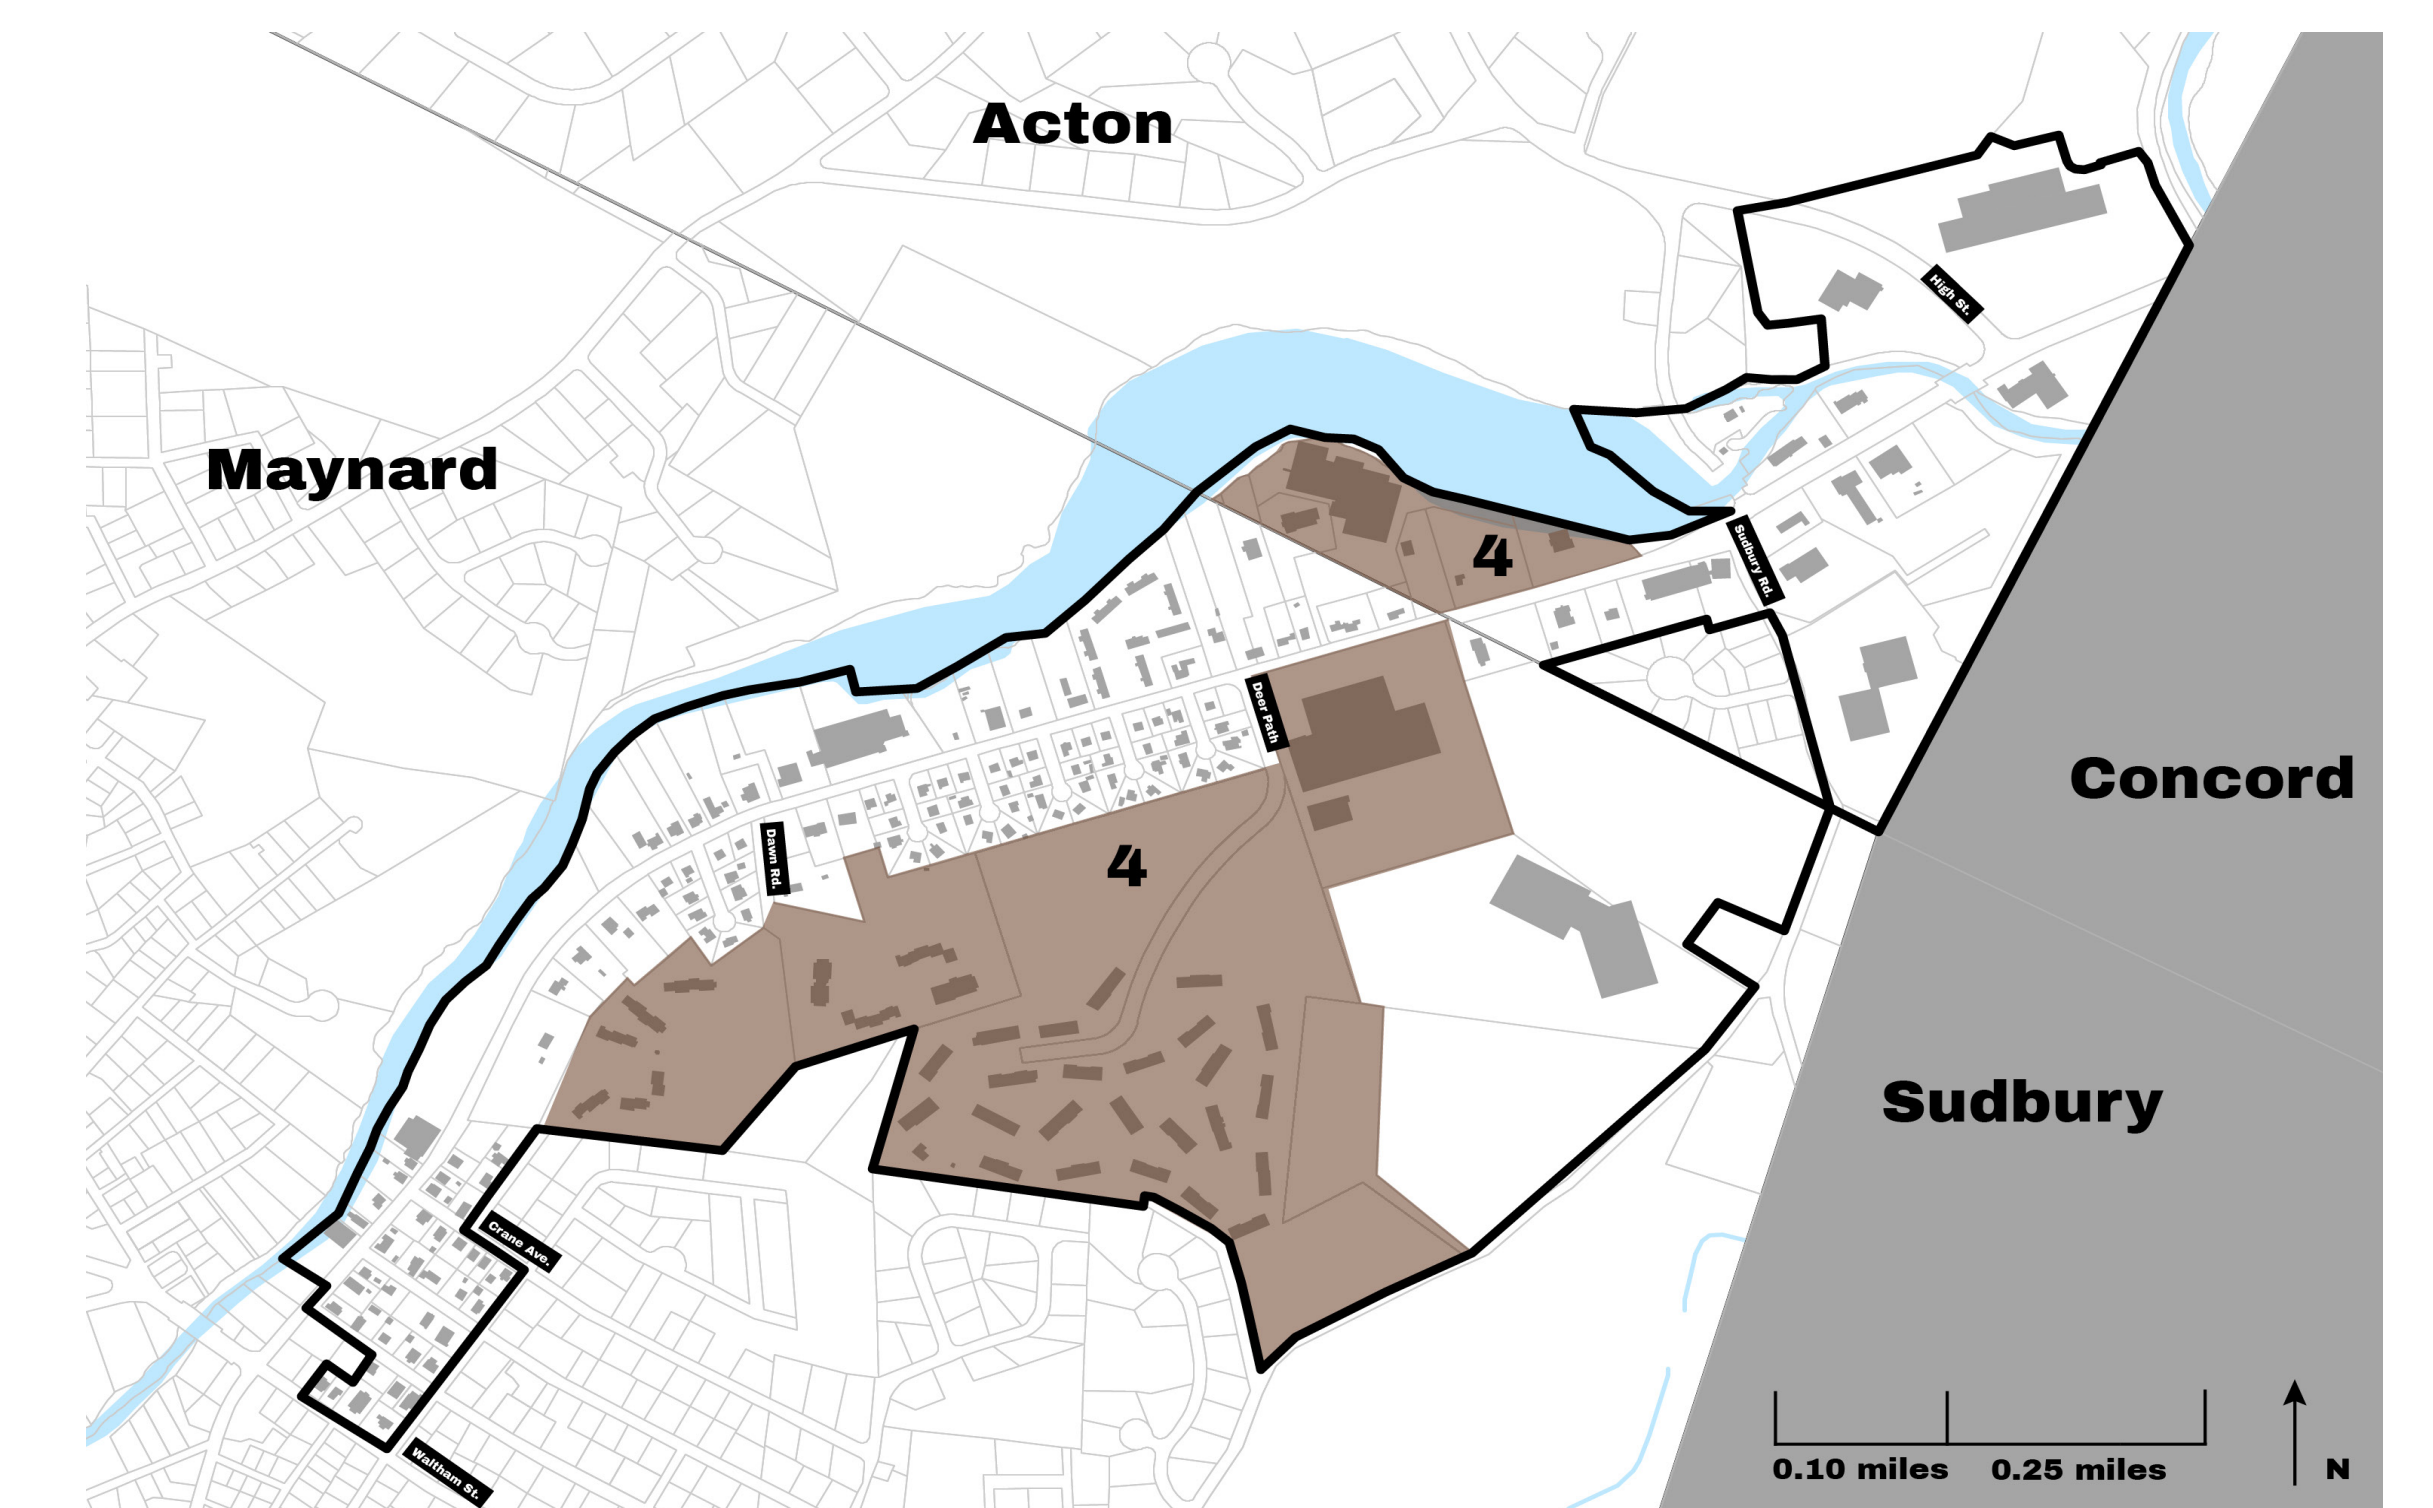 Acton
High St.
Maynard
4
Sudbury Rd.
Deer Path
Concord
Dawn Rd.
4
Sudbury
Crane Ave.
Waltham St.
0.10 miles
0.25 miles
N